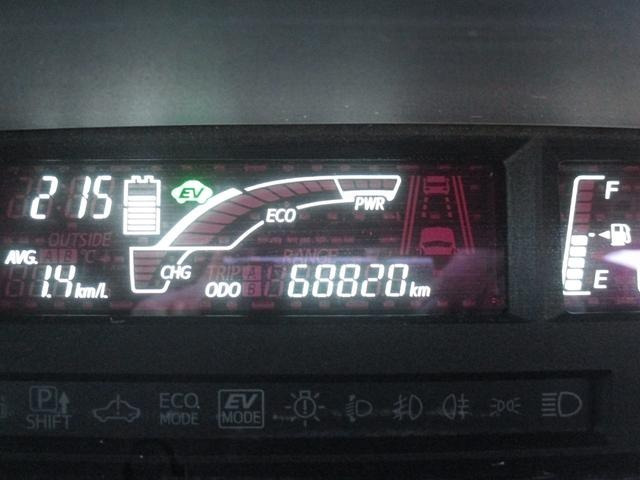 2 15
EV
ECO
PWR
F
OUTSIDE
AVG. A B °C
CHG
RANGE
TRIP A
E
1.4 km/L
ODO B 68820 km
P
SHIFT
ECO
MODE
EV
MODE